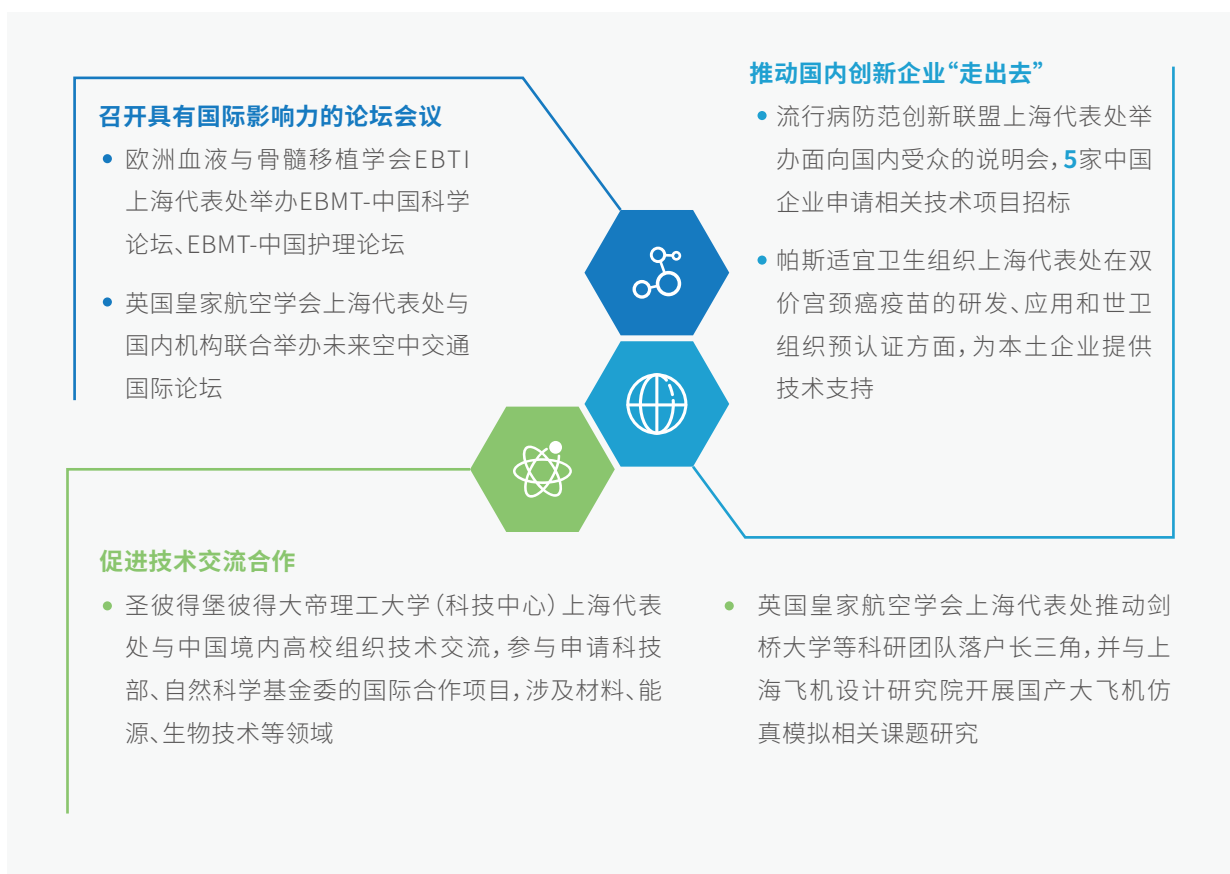 召开具有国际影响力的论坛会议
欧洲血液与骨髓移植学会EBTI
上海代表处举办EBMT-中国科学
论坛、EBMT-中国护理论坛
英国皇家航空学会上海代表处与
国内机构联合举办未来空中交通
国际论坛
推动国内创新企业“走出去”
流行病防范创新联盟上海代表处举
办面向国内受众的说明会，5家中国
企业申请相关技术项目招标
帕斯适宜卫生组织上海代表处在双
价宫颈癌疫苗的研发、应用和世卫
组织预认证方面，为本土企业提供
技术支持
促进技术交流合作
圣彼得堡彼得大帝理工大学（科技中心）上海代表
处与中国境内高校组织技术交流，参与申请科技
部、自然科学基金委的国际合作项目，涉及材料、能
源、生物技术等领域
英国皇家航空学会上海代表处推动剑
桥大学等科研团队落户长三角，并与上
海飞机设计研究院开展国产大飞机仿
真模拟相关课题研究